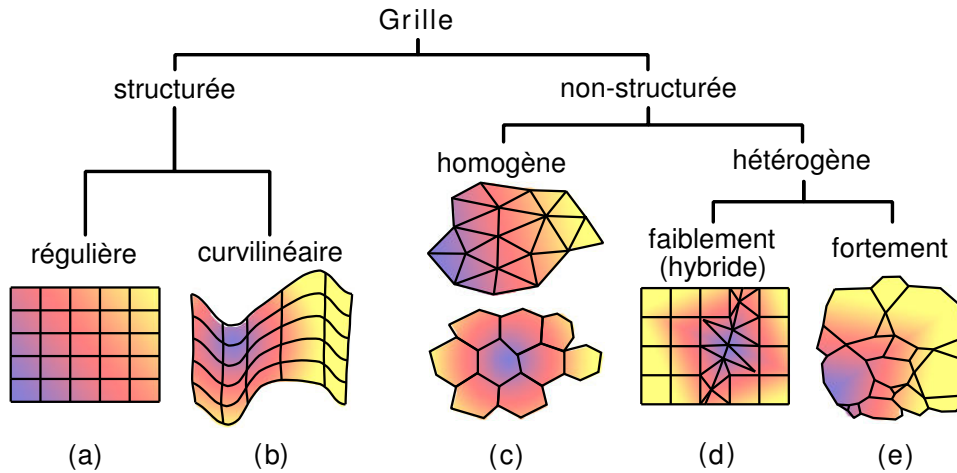 Grille
structurée
non-structurée
homogène
hétérogène
régulière
curvilinéaire
faiblement
(hybride)
fortement
(a)
(b)
(c)
(d)
(e)